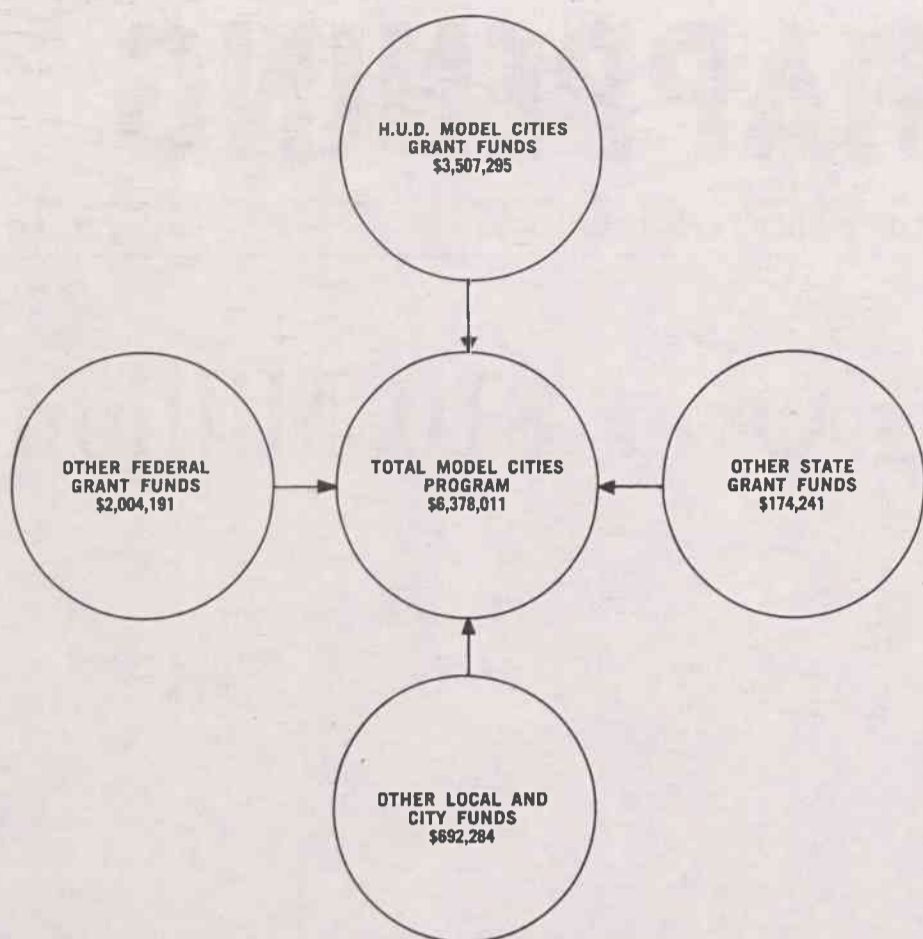 H.U.D. MODEL CITIES
GRANT FUNDS
$3,507,295
OTHER FEDERAL
GRANT FUNDS
$2,004,191
TOTAL MODEL CITIES
PROGRAM
$6,378,011
OTHER STATE
GRANT FUNDS
$174,241
OTHER LOCAL AND
CITY FUNDS
$692,284